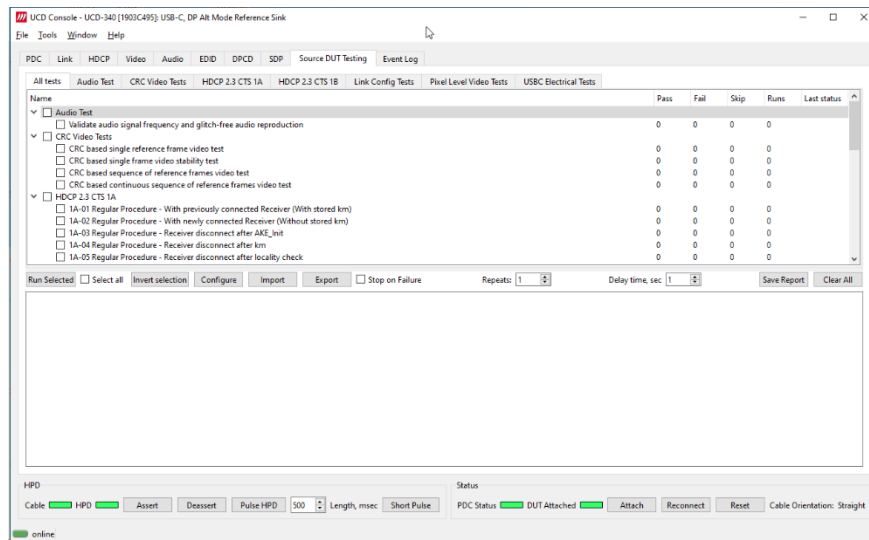 UCD Console - UCD-340 [1903C495]: USB-C, DP Alt Mode Reference Sink
File Tools Window Help
PDC Link HDCP Video Audio EDID DPCD SDP Source DUT Testing Event Log
All tests Audio Test CRC Video Tests HDCP 2.3 CTS 1A HDCP 2.3 CTS 1B Link Config Tests Pixel Level Video Tests USBC Electrical Tests
Name Pass Fail Skip Runs Last status
Audio Test
Validate audio signal frequency and glitch-free audio reproduction 0 0 0 0
CRC Video Tests
CRC based single reference frame video test 0 0 0 0
CRC based single frame video stability test 0 0 0 0
CRC based sequence of reference frames video test 0 0 0 0
CRC based continuous sequence of reference frames video test 0 0 0 0
HDCP 2.3 CTS 1A
1A-01 Regular Procedure - With previously connected Receiver (With stored km) 0 0 0 0
1A-02 Regular Procedure - With newly connected Receiver (Without stored km) 0 0 0 0
1A-03 Regular Procedure - Receiver disconnect after AKE_Init 0 0 0 0
1A-04 Regular Procedure - Receiver disconnect after km 0 0 0 0
1A-05 Regular Procedure - Receiver disconnect after locality check 0 0 0 0
Run Selected Select all Invert selection Configure Import Export Stop on Failure Repeats: 1 Delay time, sec 1 Save Report Clear All
HPD Status
Cable HPD Assert Deassert Pulse HPD 500 Length, msec Short Pulse PDC Status DUT Attached Attach Reconnect Reset Cable Orientation: Straight
online